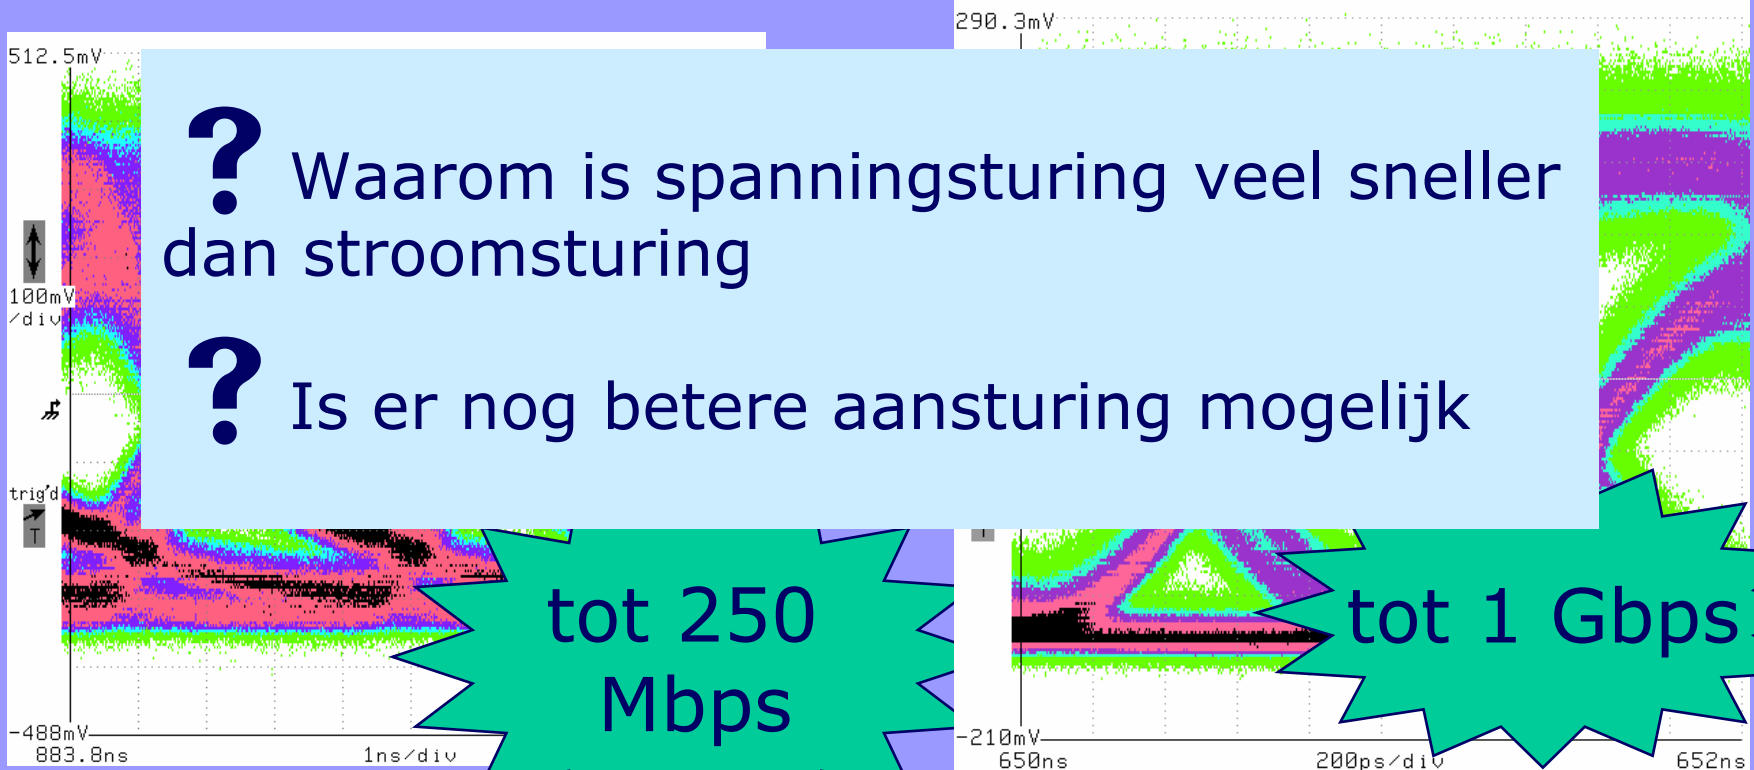 290.3mV
512.5mV
? Waarom is spanningsturing veel sneller
dan stroomsturing
100mV
/div
? Is er nog betere aansturing mogelijk
trig'd
T
tot 250
Mbps
tot 1 Gbps
-488mV
883.8ns
1ns/div
-210mV
650ns
200ps/div
652ns